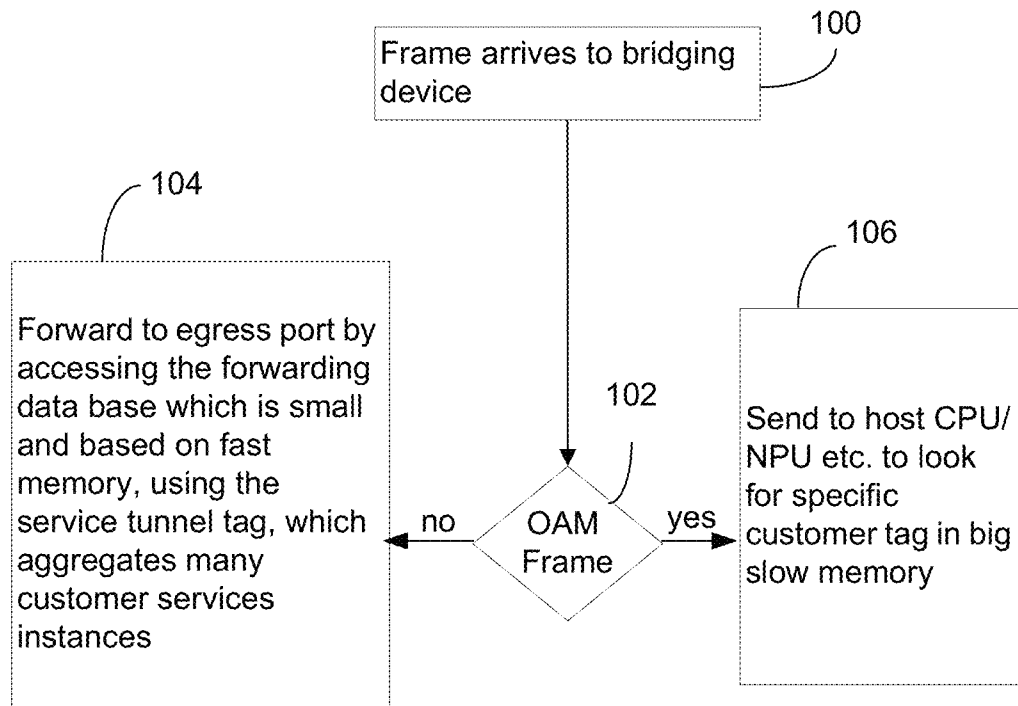 100
Frame arrives to bridging
device
104
106
Forward to egress port by
accessing the forwarding
data base which is small
and based on fast
memory, using the
service tunnel tag, which
aggregates many
customer services
instances
102
OAM
Frame
no
yes
Send to host CPU/
NPU etc. to look
for specific
customer tag in big
slow memory